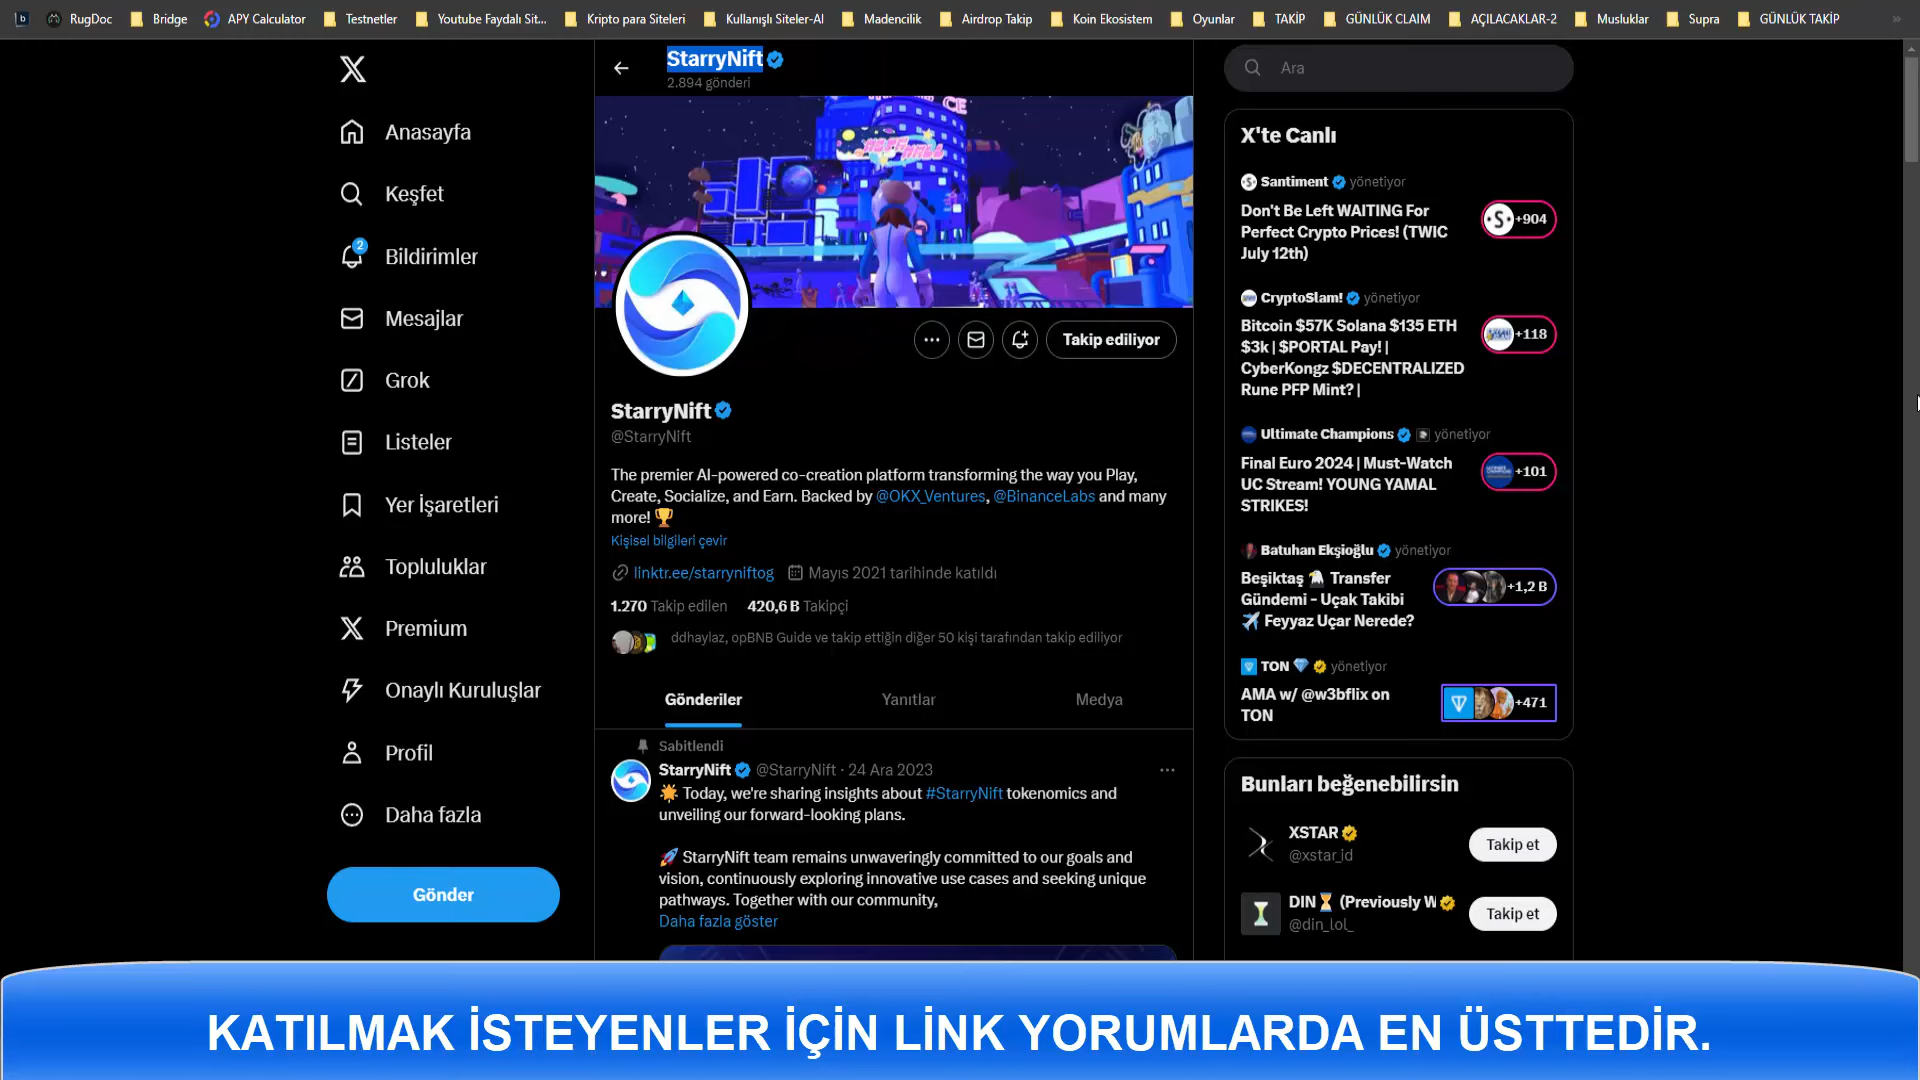 RugDoc
Bridge
APY Calculator
Testnetler
Youtube Faydalı Sit...
Kripto para Siteleri
Kullanışlı Siteler-AI
Madencilik
Airdrop Takip
Koin Ekosistem
Oyunlar
TAKİP
GÜNLÜK CLAIM
AÇILACAKLAR-2
Musluklar
Supra
GÜNLÜK TAKİP
Anasayfa
Keşfet
2
Bildirimler
Mesajlar
Grok
Listeler
Yer İşaretleri
Topluluklar
Premium
Onaylı Kuruluşlar
Profil
Daha fazla
Gönder
StarryNift
2.894 gönderi
Takip ediliyor
StarryNift
@StarryNift
The premier AI-powered co-creation platform transforming the way you Play,
Create, Socialize, and Earn. Backed by @OKX_Ventures, @BinanceLabs and many
more! 🏆
Kişisel bilgileri çevir
linktr.ee/starryniftog Mayıs 2021 tarihinde katıldı
1.270 Takip edilen 420,6 B Takipçi
ddhaylaz, opBNB Guide ve takip ettiğin diğer 50 kişi tarafından takip ediliyor
Gönderiler Yanıtlar Medya
Sabitlendi
StarryNift @StarryNift · 24 Ara 2023
🌟 Today, we're sharing insights about #StarryNift tokenomics and
unveiling our forward-looking plans.
🚀 StarryNift team remains unwaveringly committed to our goals and
vision, continuously exploring innovative use cases and seeking unique
pathways. Together with our community,
Daha fazla göster
Ara
X'te Canlı
Santiment yönetiyor
Don't Be Left WAITING For
Perfect Crypto Prices! (TWIC
July 12th)
+904
CryptoSlam! yönetiyor
Bitcoin $57K Solana $135 ETH
$3k | $PORTAL Pay! |
CyberKongz $DECENTRALIZED
Rune PFP Mint? |
+118
Ultimate Champions yönetiyor
Final Euro 2024 | Must-Watch
UC Stream! YOUNG YAMAL
STRIKES!
+101
Batuhan Ekşioğlu yönetiyor
Beşiktaş 🦅 Transfer
Gündemi - Uçak Takibi
✈️ Feyyaz Uçar Nerede?
+1,2 B
TON 💎 yönetiyor
AMA w/ @w3bflix on
TON
+471
Bunları beğenebilirsin
XSTAR
@xstar_id
Takip et
DIN⏳ (Previously W
@din_lol_
Takip et
KATILMAK İSTEYENLER İÇİN LİNK YORUMLARDA EN ÜSTTEDİR.